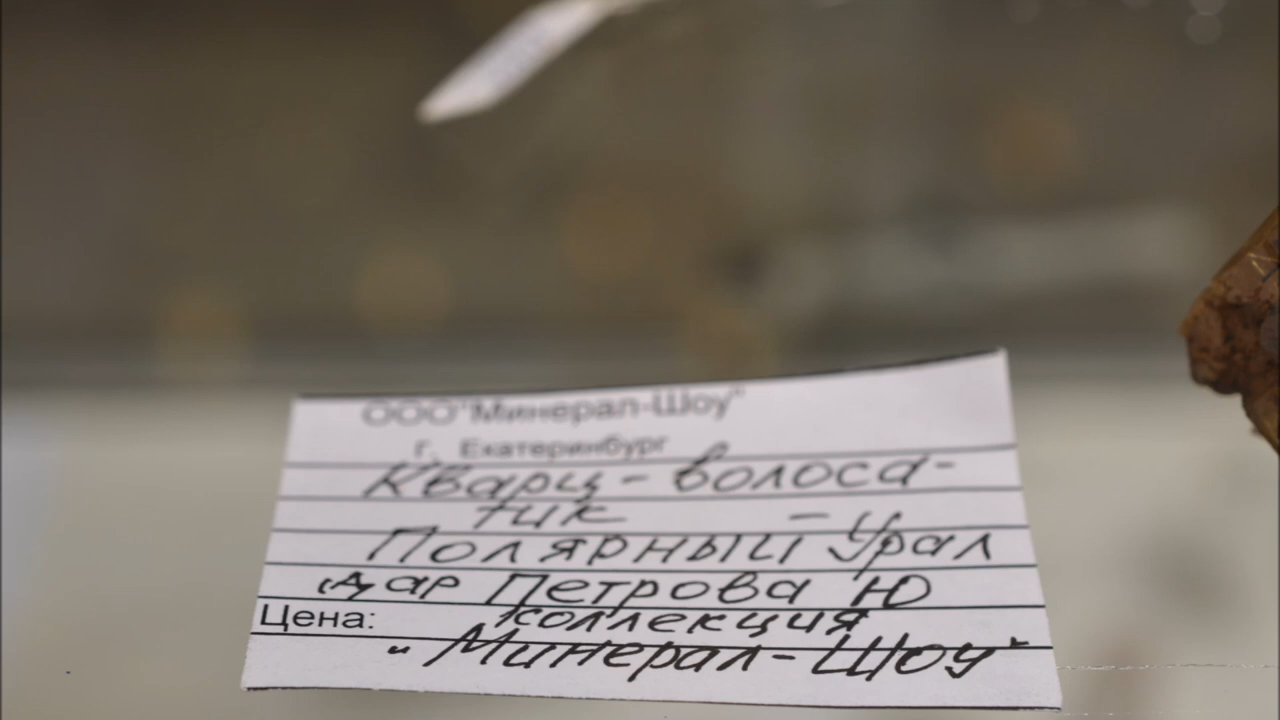 ООО"Минерал-Шоу"
г. Екатеринбург
Кварц - волоса-
тик
Полярный Урал
Дар Петрова Ю
Цена: коллекция
"Минерал-Шоу"